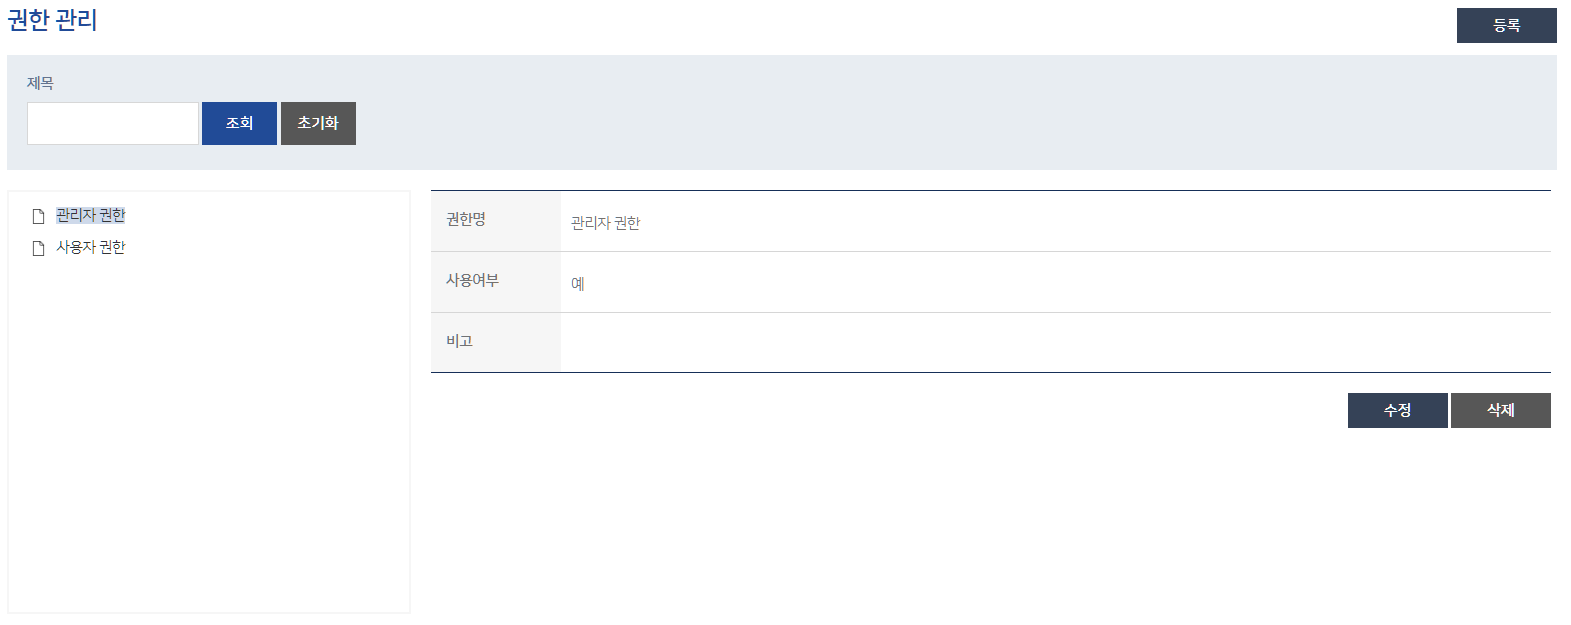 권한 관리
등록
제목
조회 초기화
관리자 권한
사용자 권한
권한명 관리자 권한
사용여부 예
비고
수정 삭제